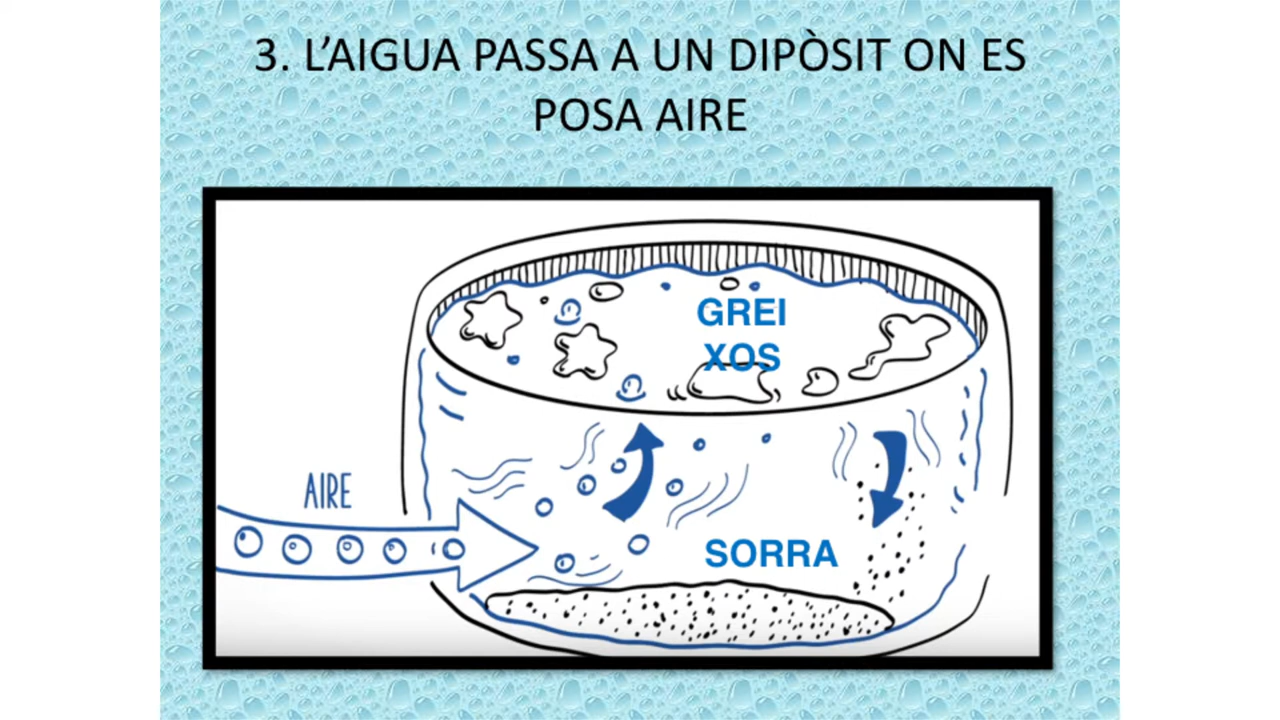 3. L’AIGUA PASSA A UN DIPÒSIT ON ES
POSA AIRE
GREI
XOS
AIRE
SORRA